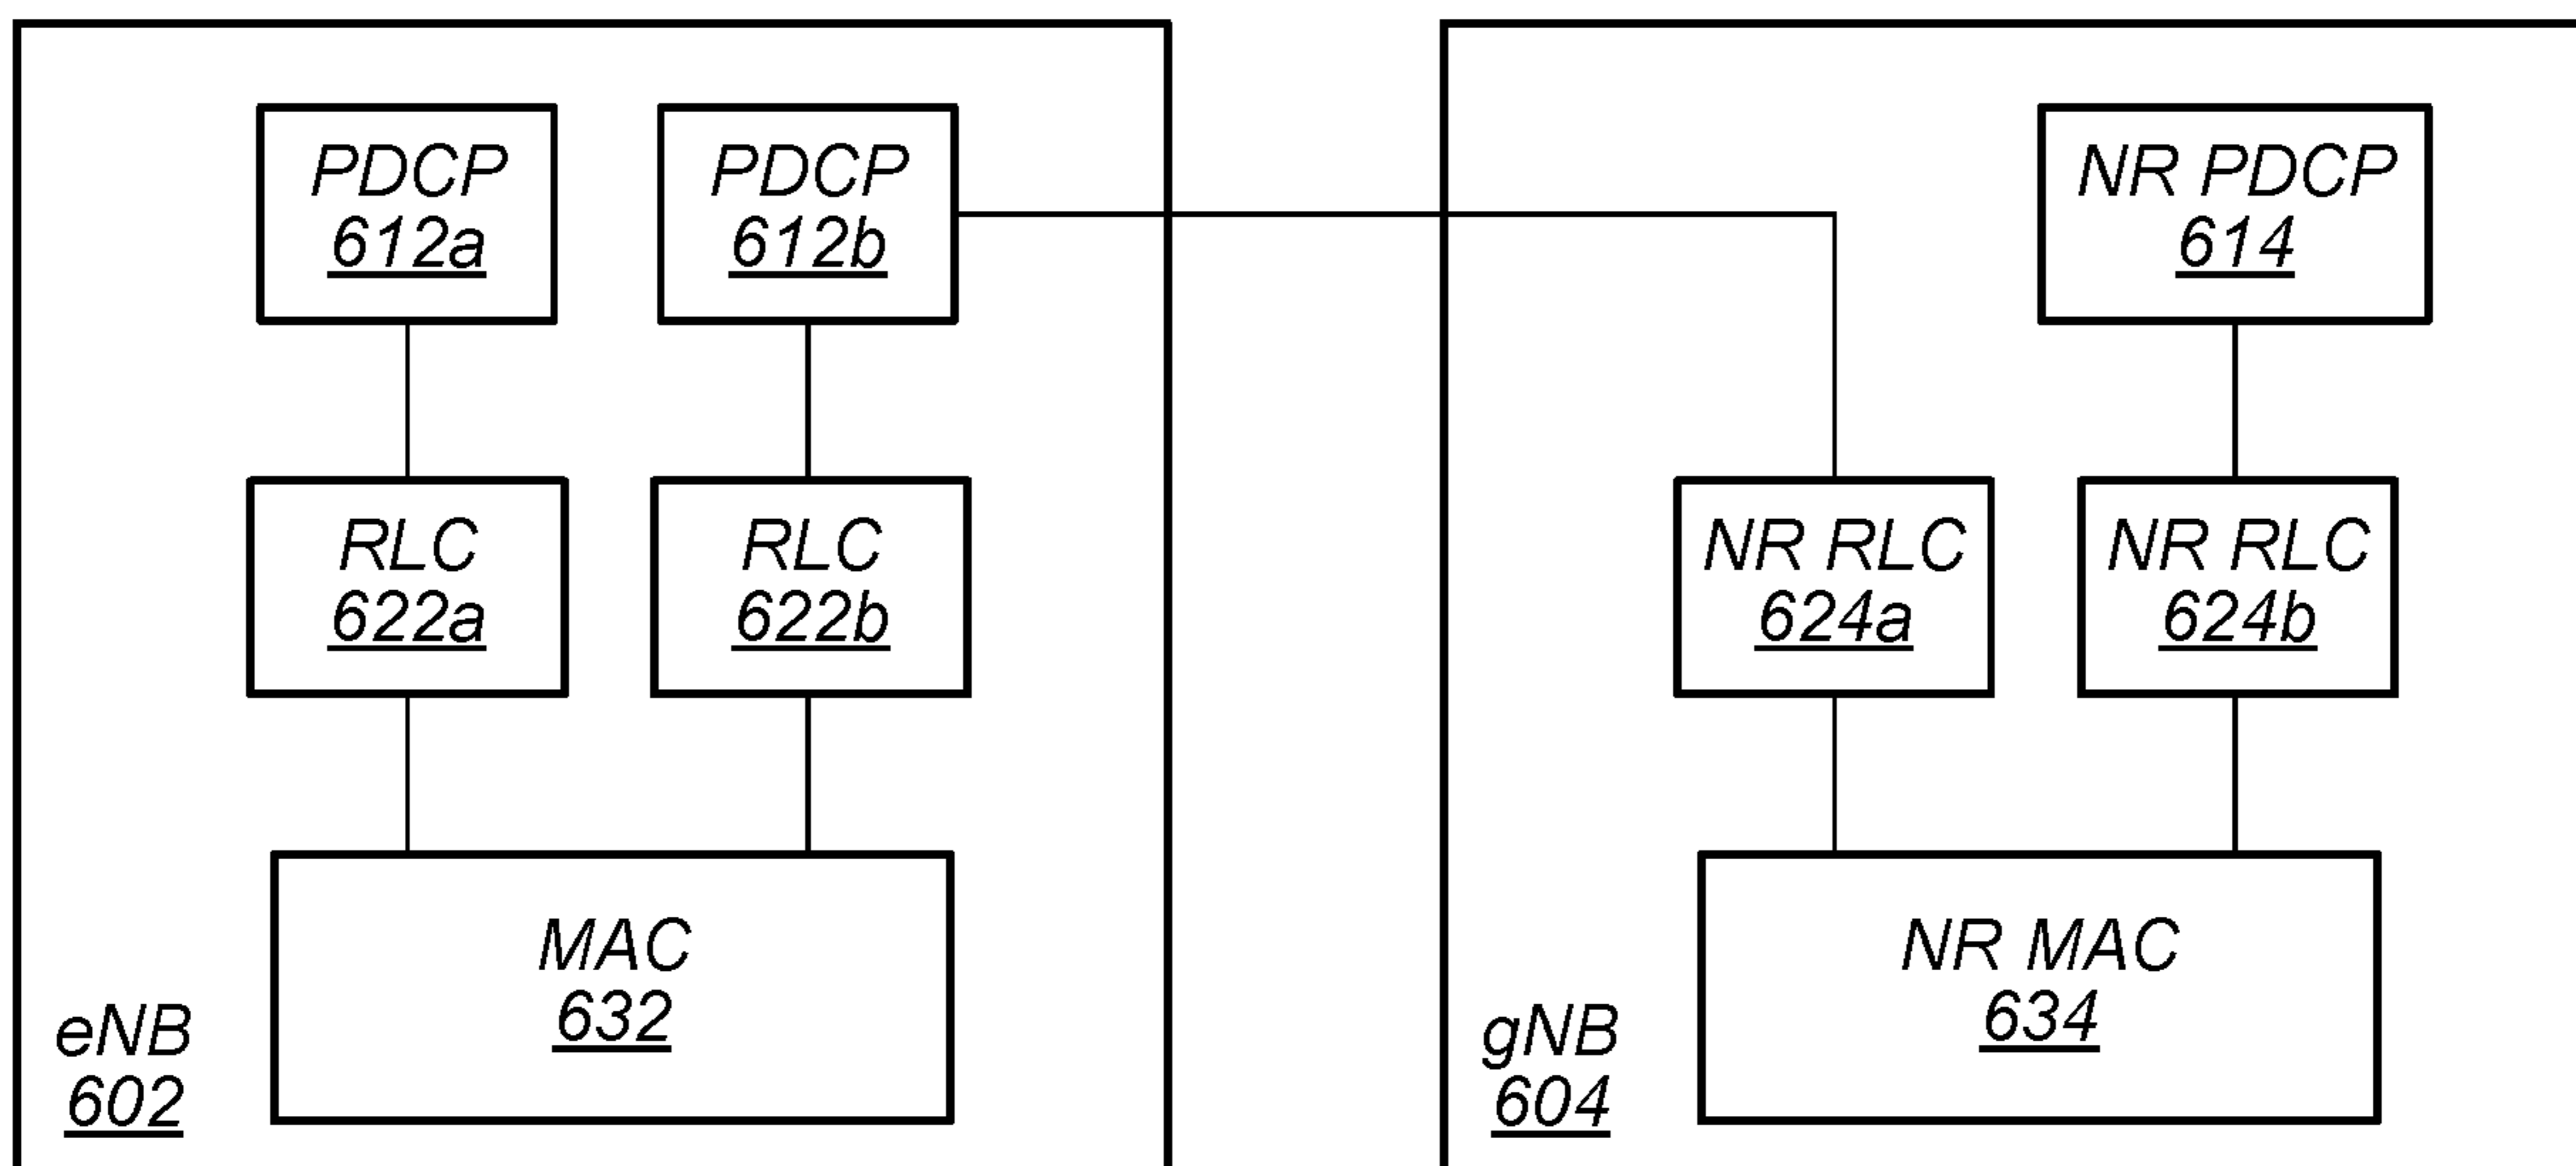 PDCP
612a
PDCP
612b
RLC
622a
RLC
622b
MAC
632
eNB
602
NR PDCP
614
NR RLC
624a
NR RLC
624b
NR MAC
634
gNB
604